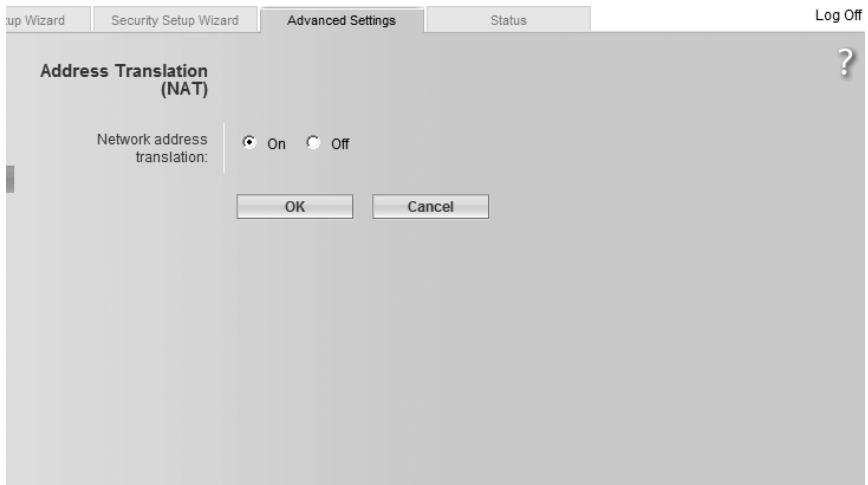 tup Wizard
Security Setup Wizard
Advanced Settings
Status
Log Off
?
Address Translation
(NAT)
Network address
translation:
On
Off
OK
Cancel